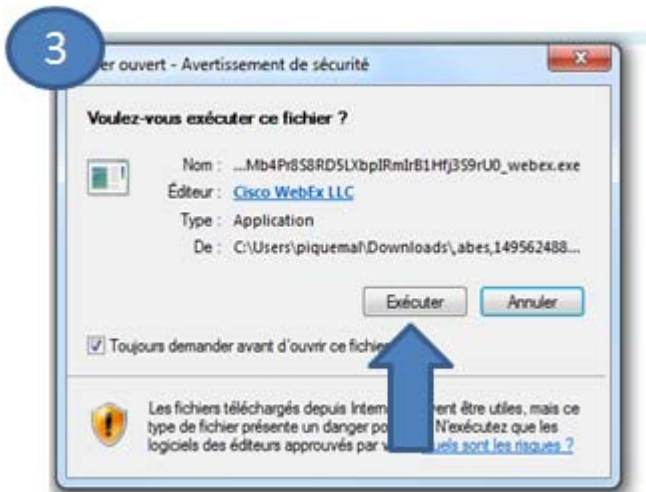 3
er ouvert - Avertissement de sécurité
Voulez-vous exécuter ce fichier ?
Nom : ...Mb4Pr8S8RDSLXbpIRmIrB1Hfj3S9rU0_webex.exe
Éditeur : Cisco WebEx LLC
Type : Application
De : C:\Users\piquemal\Downloads\,abes,149562488...
Exécuter Annuler
Toujours demander avant d'ouvrir ce fichie
Les fichiers téléchargés depuis Intern vent être utiles, mais ce
type de fichier présente un danger po N'exécutez que les
logiciels des éditeurs approuvés par v uels sont les risques ?